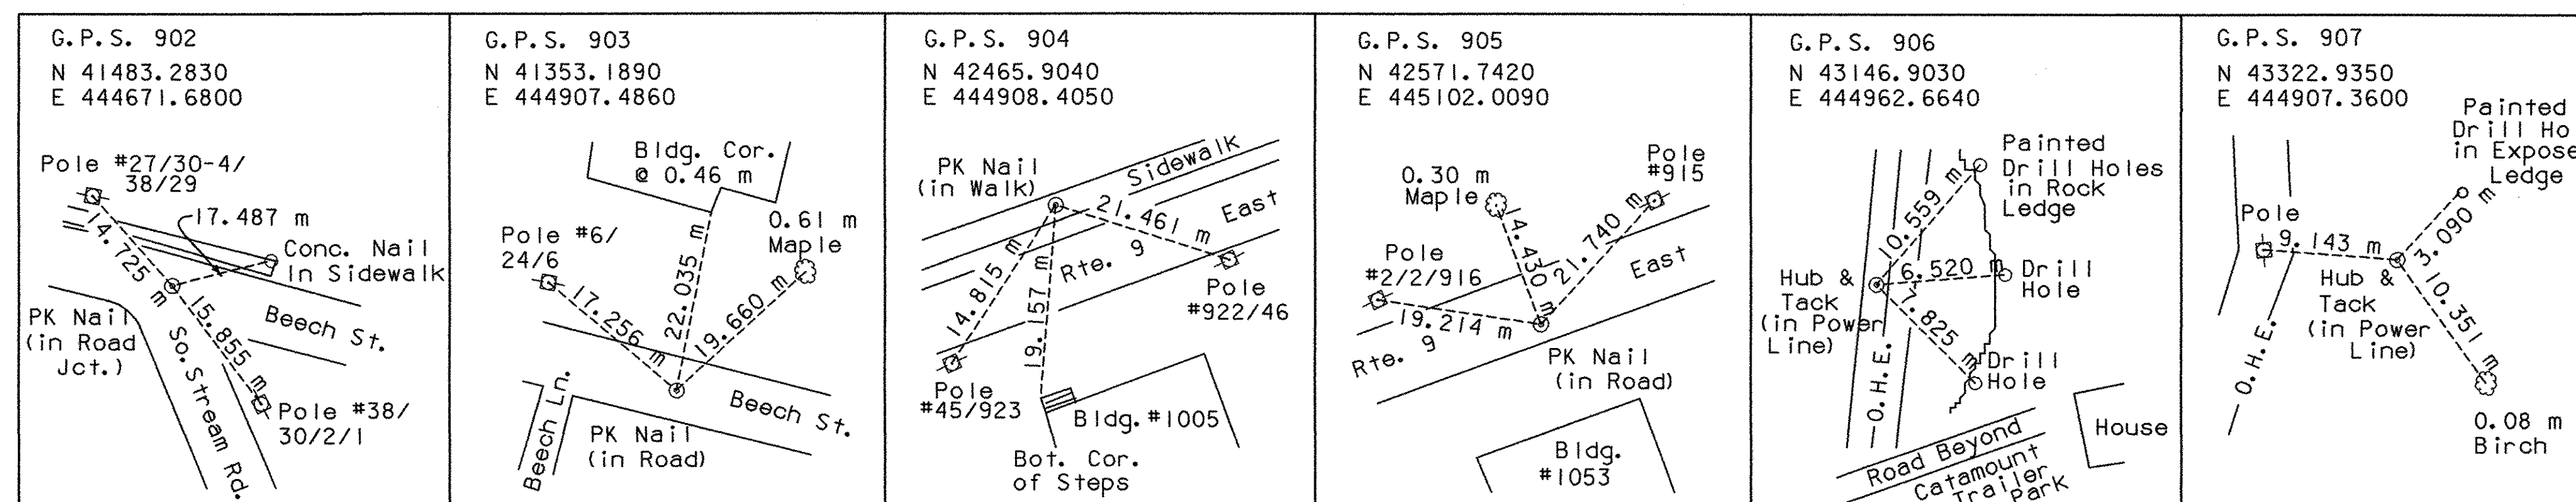 G.P.S. 902
N 41483.2830
E 444671.6800
Pole #27/30-4/
38/29
17.487 m
14.725 m
Conc. Nail
In Sidewalk
PK Nail
(in Road
Jct.)
15.855 m
Beech St.
So. Stream Rd.
Pole #38/
30/2/1
G.P.S. 903
N 41353.1890
E 444907.4860
Bldg. Cor.
@ 0.46 m
0.61 m
Maple
Pole #6/
24/6
17.256 m
22.035 m
19.660 m
Beech St.
Beech Ln.
PK Nail
(in Road)
G.P.S. 904
N 42465.9040
E 444908.4050
PK Nail
(in Walk)
Sidewalk
21.461 m
East
14.815 m
19.157 m
Rte. 9
Pole
#922/46
Pole
#45/923
Bldg. #1005
Bot. Cor.
of Steps
G.P.S. 905
N 42571.7420
E 445102.0090
0.30 m
Maple
Pole
#915
14.430 m
21.740 m
Pole
#2/2/916
19.214 m
East
Rte. 9
PK Nail
(in Road)
Bldg.
#1053
G.P.S. 906
N 43146.9030
E 444962.6640
Painted
Drill Holes
in Rock
Ledge
10.559 m
6.520 m
Drill
Hole
Hub &
Tack
(in Power
Line)
7.825 m
Drill
Hole
O.H.E.
House
Road Beyond
Catamount
Trailer
Park
G.P.S. 907
N 43322.9350
E 444907.3600
Painted
Drill Ho
in Expose
Ledge
Pole
9.143 m
3.090 m
Hub &
Tack
(in Power
Line)
10.351 m
O.H.E.
0.08 m
Birch